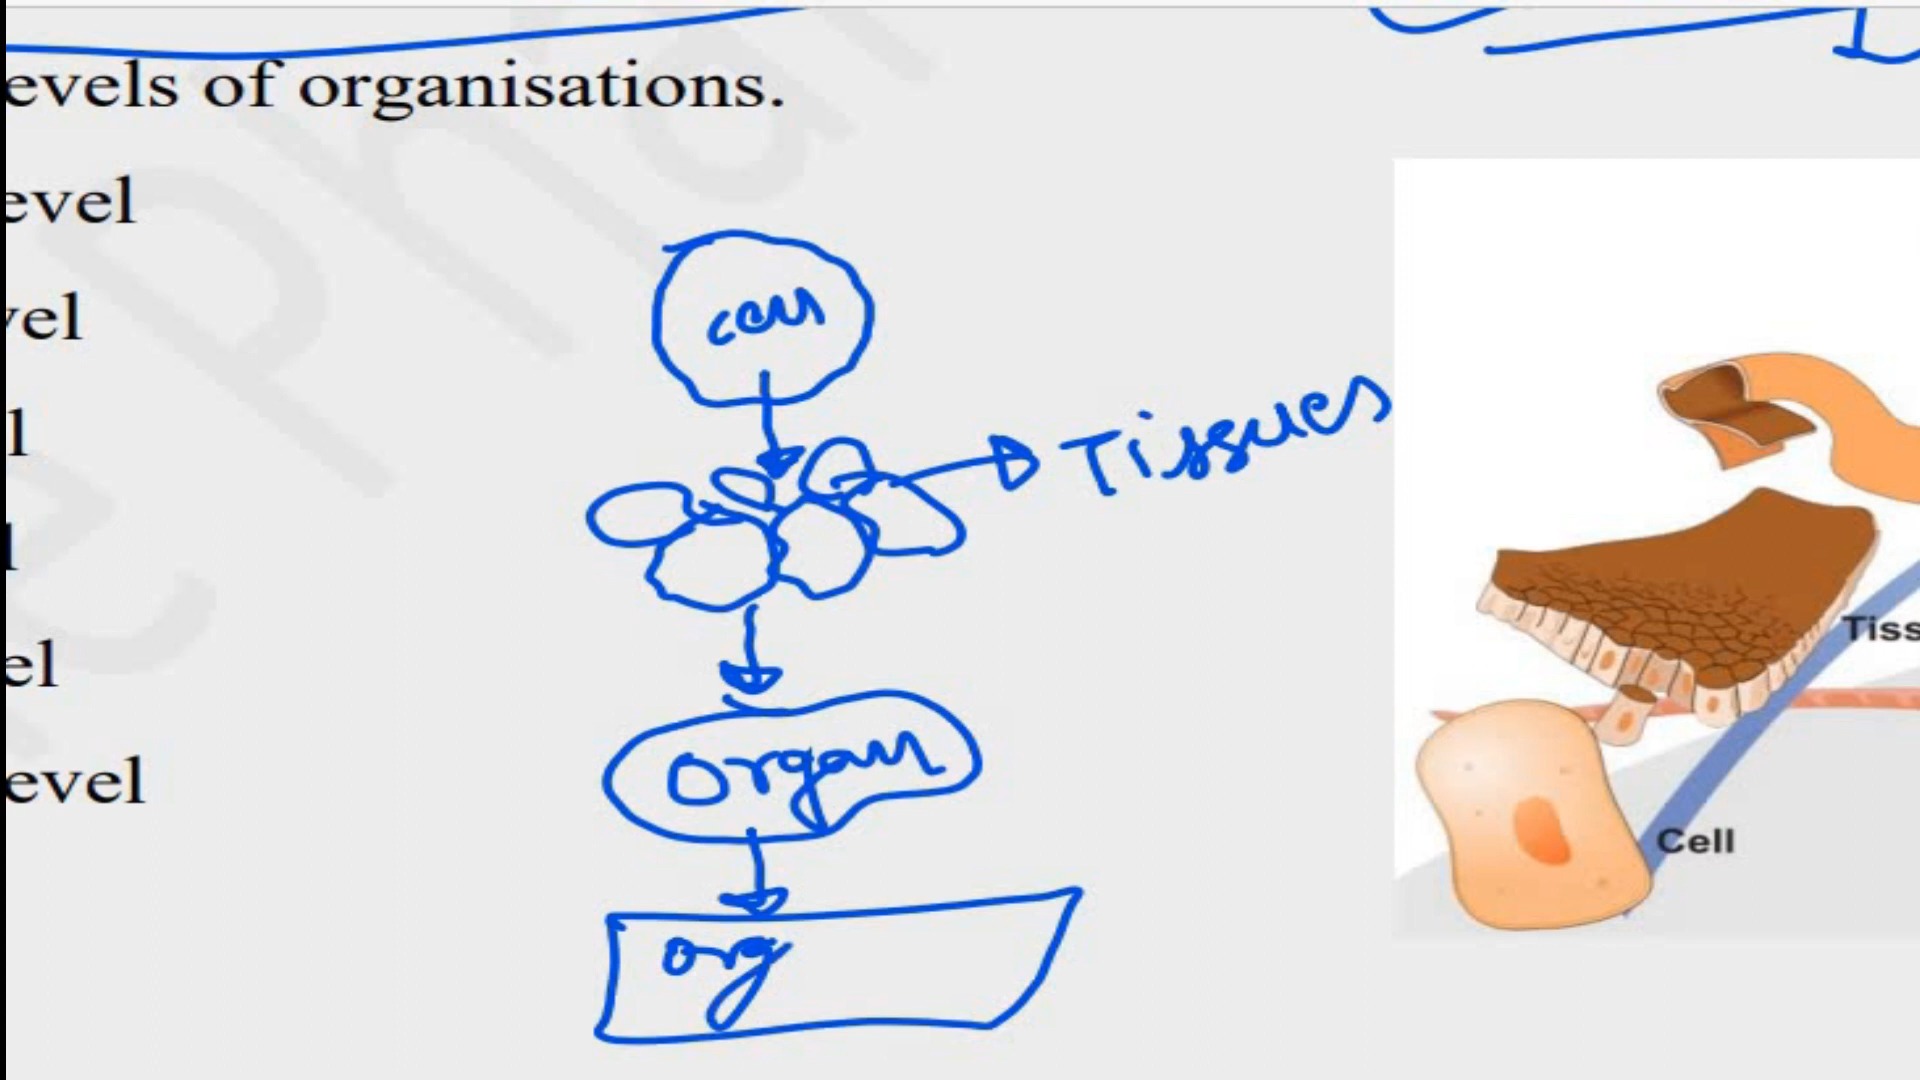 evels of organisations.
evel
vel
l
l
el
evel
cell
Tissues
organ
org
Tiss
Cell